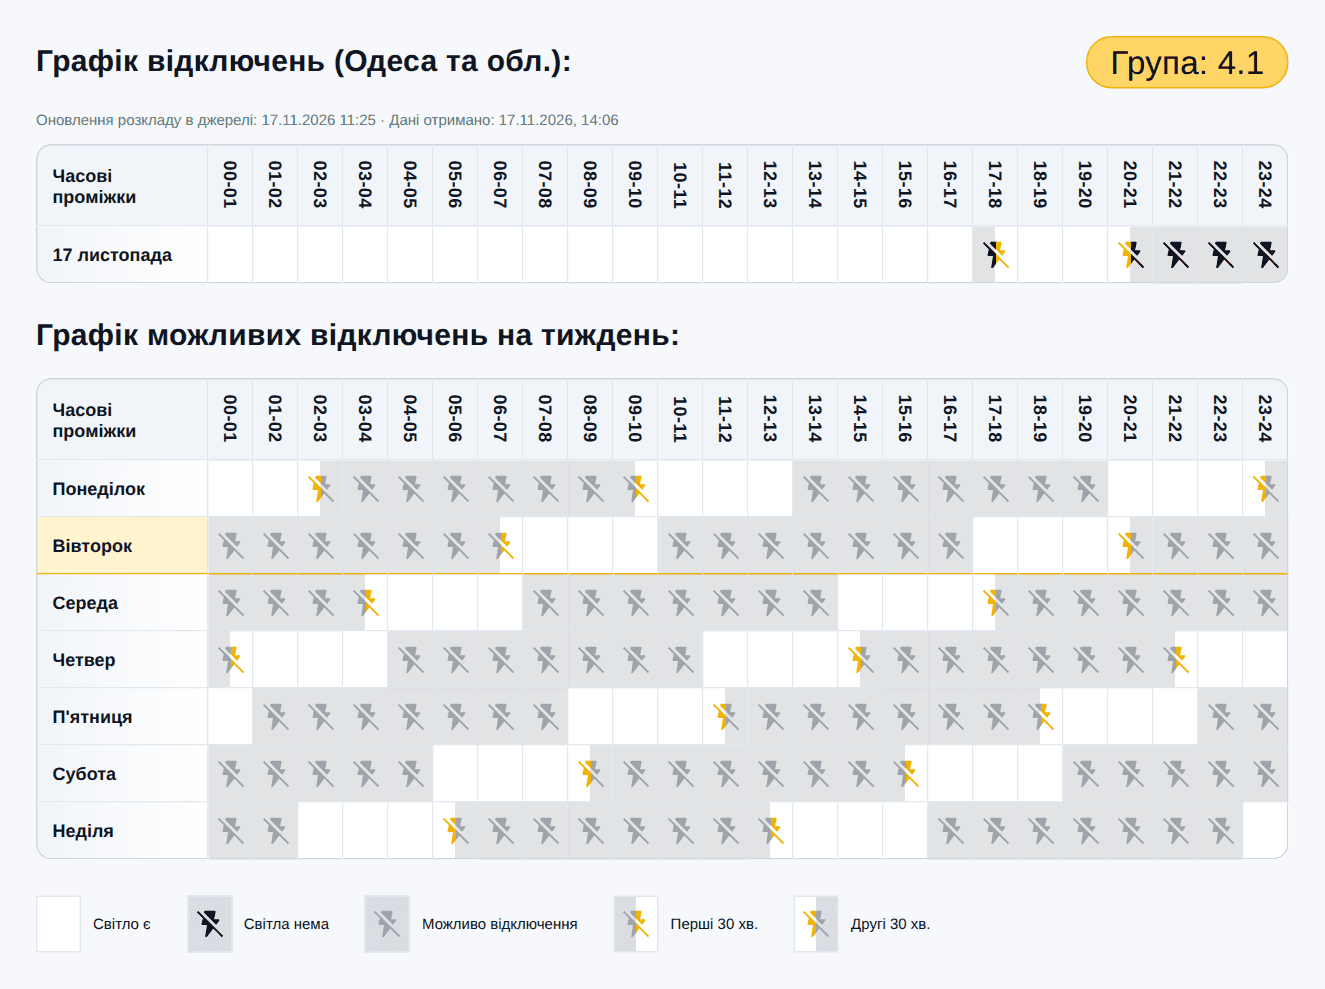 Графік відключень (Одеса та обл.):
Група: 4.1
Оновлення розкладу в джерелі: 17.11.2026 11:25 · Дані отримано: 17.11.2026, 14:06
Часові
проміжки
00-01 01-02 02-03 03-04 04-05 05-06 06-07 07-08 08-09 09-10 10-11 11-12 12-13 13-14 14-15 15-16 16-17 17-18 18-19 19-20 20-21 21-22 22-23 23-24
17 листопада
Графік можливих відключень на тиждень:
Часові
проміжки
00-01 01-02 02-03 03-04 04-05 05-06 06-07 07-08 08-09 09-10 10-11 11-12 12-13 13-14 14-15 15-16 16-17 17-18 18-19 19-20 20-21 21-22 22-23 23-24
Понеділок
Вівторок
Середа
Четвер
П'ятниця
Субота
Неділя
Світло є
Світла нема
Можливо відключення
Перші 30 хв.
Другі 30 хв.